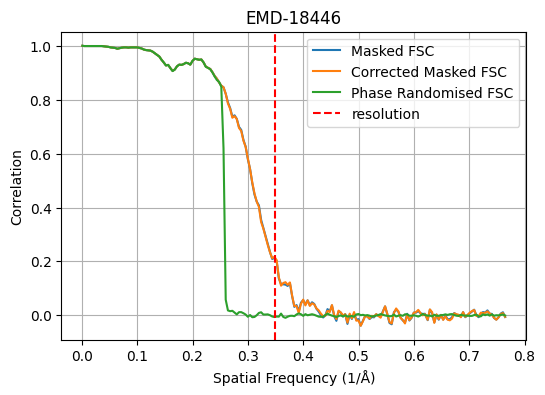 EMD-18446
Masked FSC
Corrected Masked FSC
Phase Randomised FSC
resolution
Correlation
1.0
0.8
0.6
0.4
0.2
0.0
0.0 0.1 0.2 0.3 0.4 0.5 0.6 0.7 0.8
Spatial Frequency (1/Å)